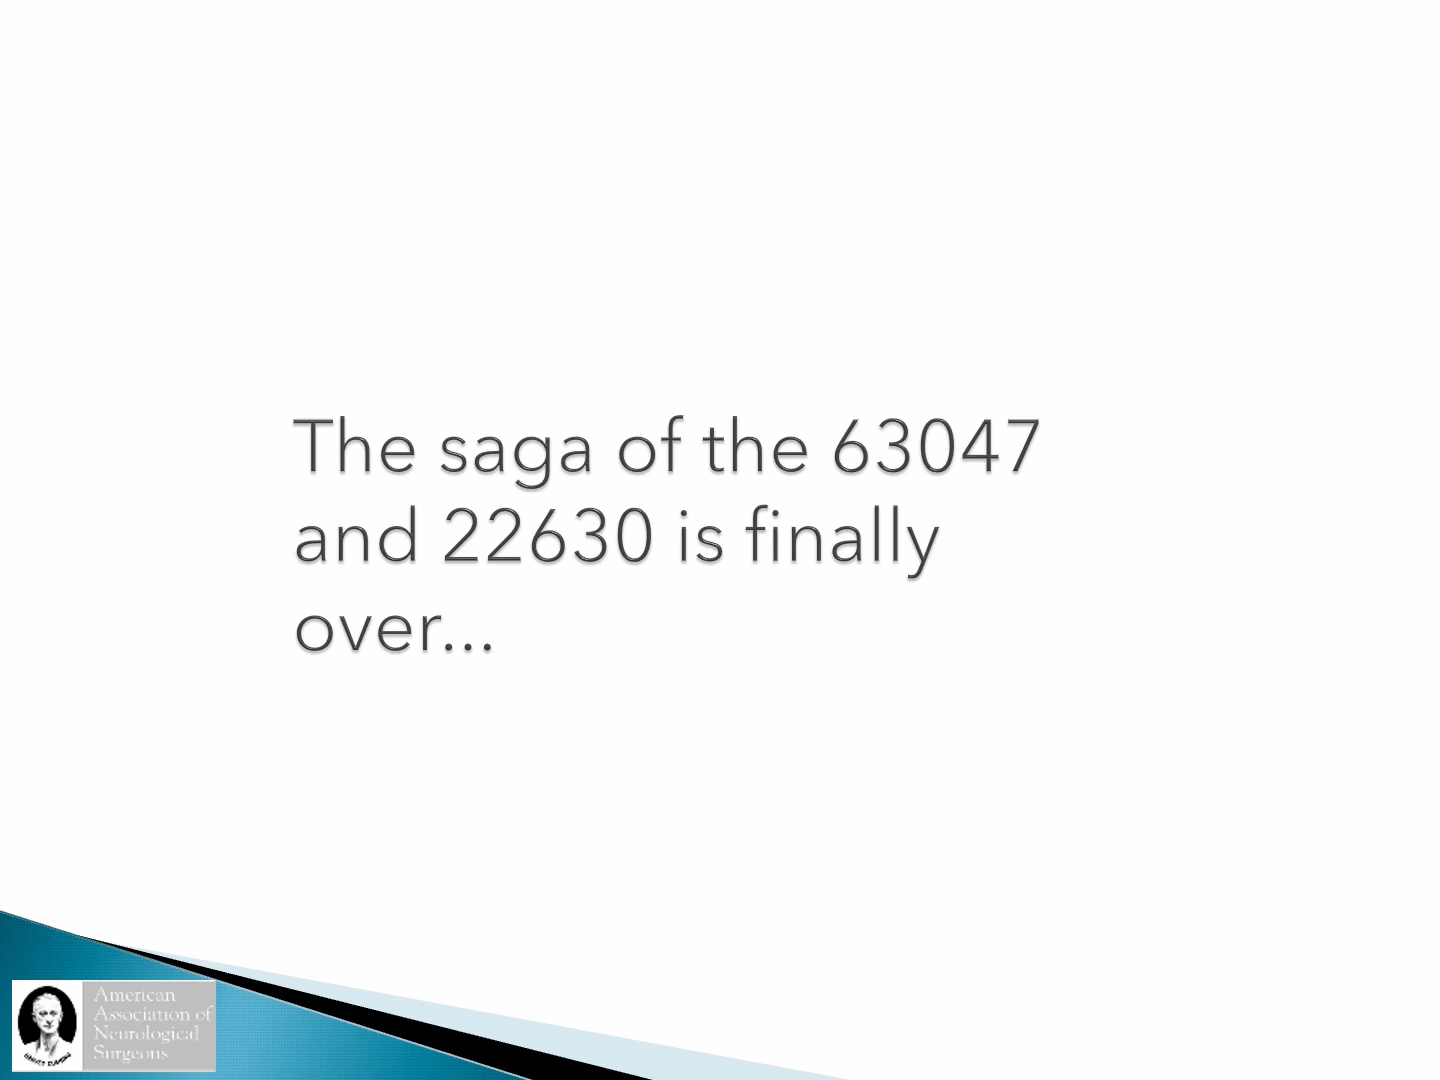 The saga of the 63047
and 22630 is finally
over...
American
Association of
Neurological
Surgeons